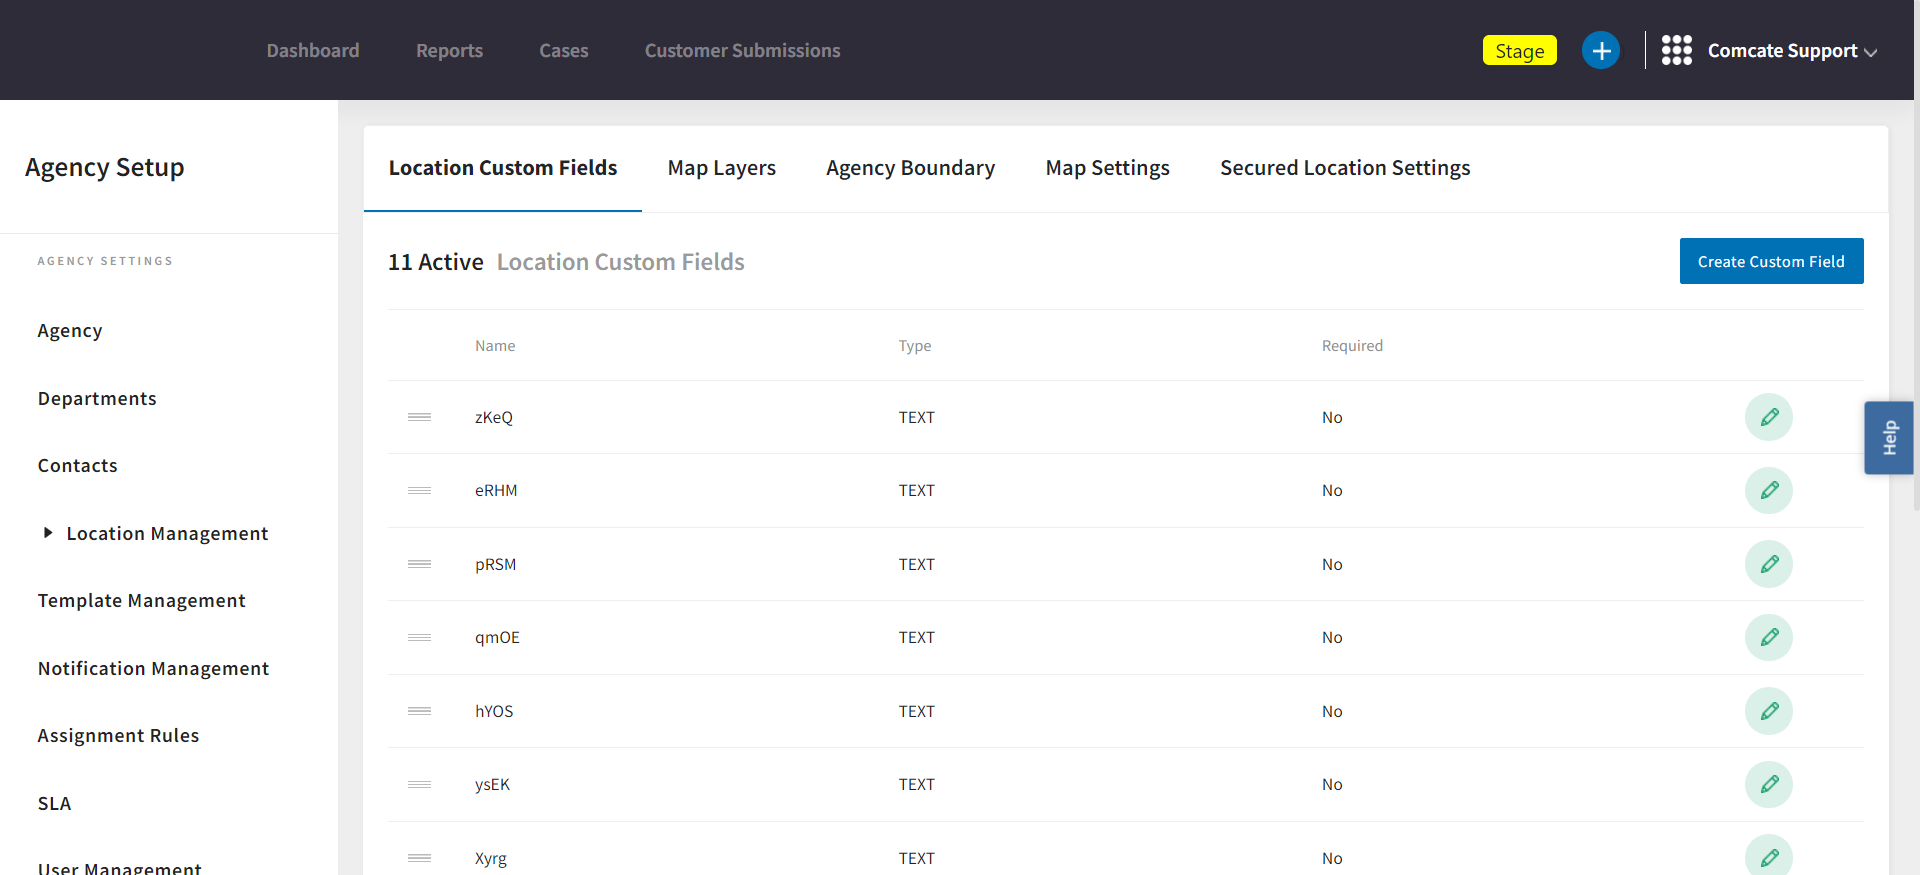 Dashboard Reports Cases Customer Submissions Stage Comcate Support
Agency Setup
AGENCY SETTINGS
Agency
Departments
Contacts
Location Management
Template Management
Notification Management
Assignment Rules
SLA
User Management
Location Custom Fields Map Layers Agency Boundary Map Settings Secured Location Settings
11 Active Location Custom Fields Create Custom Field
Name Type Required
zKeQ TEXT No
eRHM TEXT No
pRSM TEXT No
qmOE TEXT No
hYOS TEXT No
ysEK TEXT No
Xyrg TEXT No
Help